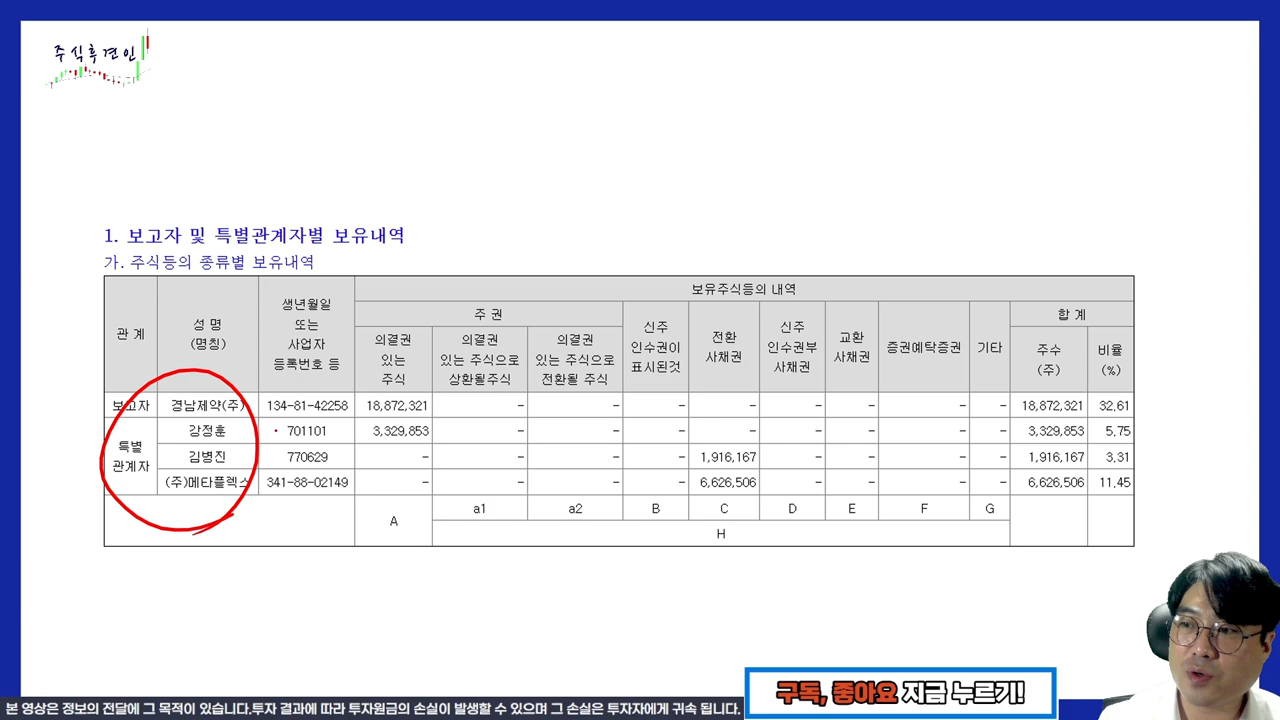 주식후견인
1. 보고자 및 특별관계자별 보유내역
가. 주식등의 종류별 보유내역
관 계
성 명
(명칭)
생년월일
또는
사업자
등록번호 등
보유주식등의 내역
주 권
의결권
있는
주식
의결권
있는 주식으로
상환될주식
의결권
있는 주식으로
전환될 주식
신주
인수권이
표시된것
전환
사채권
신주
인수권부
사채권
교환
사채권
증권예탁증권
기타
합 계
주수
(주)
비율
(%)
보고자 경남제약(주) 134-81-42258 18,872,321 - - - - - - - - 18,872,321 32.61
특별
관계자
강정훈 701101 3,329,853 - - - - - - - - 3,329,853 5.75
김병진 770629 - - - - 1,916,167 - - - - 1,916,167 3.31
(주)메타플렉스 341-88-02149 - - - - 6,626,506 - - - - 6,626,506 11.45
A
a1 a2 B C D E F G
H
구독, 좋아요 지금 누르기!
본 영상은 정보의 전달에 그 목적이 있습니다.투자 결과에 따라 투자원금의 손실이 발생할 수 있으며 그 손실은 투자자에게 귀속 됩니다.